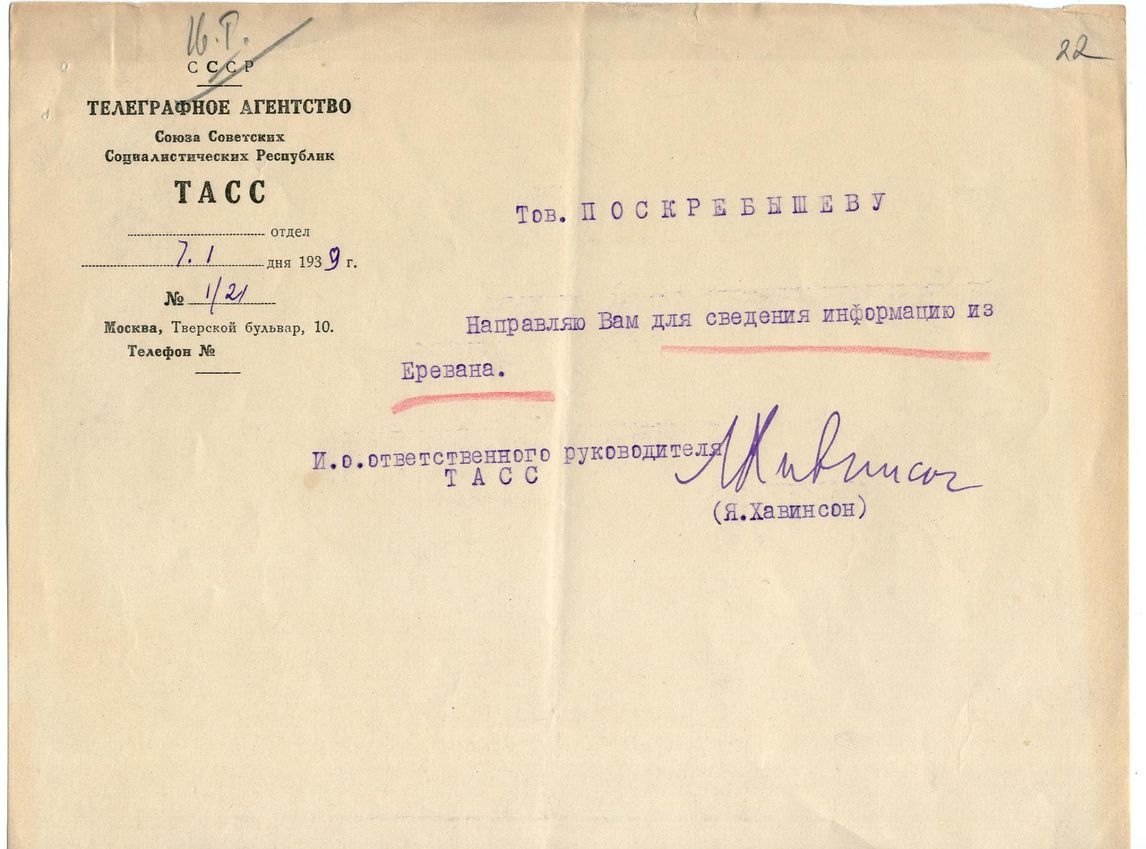 22
СССР
ТЕЛЕГРАФНОЕ АГЕНТСТВО
Союза Советских
Социалистических Республик
ТАСС
отдел
7. 1 дня 1939 г.
№ 1/21
Москва, Тверской бульвар, 10.
Телефон №
Тов. ПОСКРЕБЫШЕВУ
Направляю Вам для сведения информацию из
Еревана.
И.о.ответственного руководителя
ТАСС
(Я.Хавинсон)